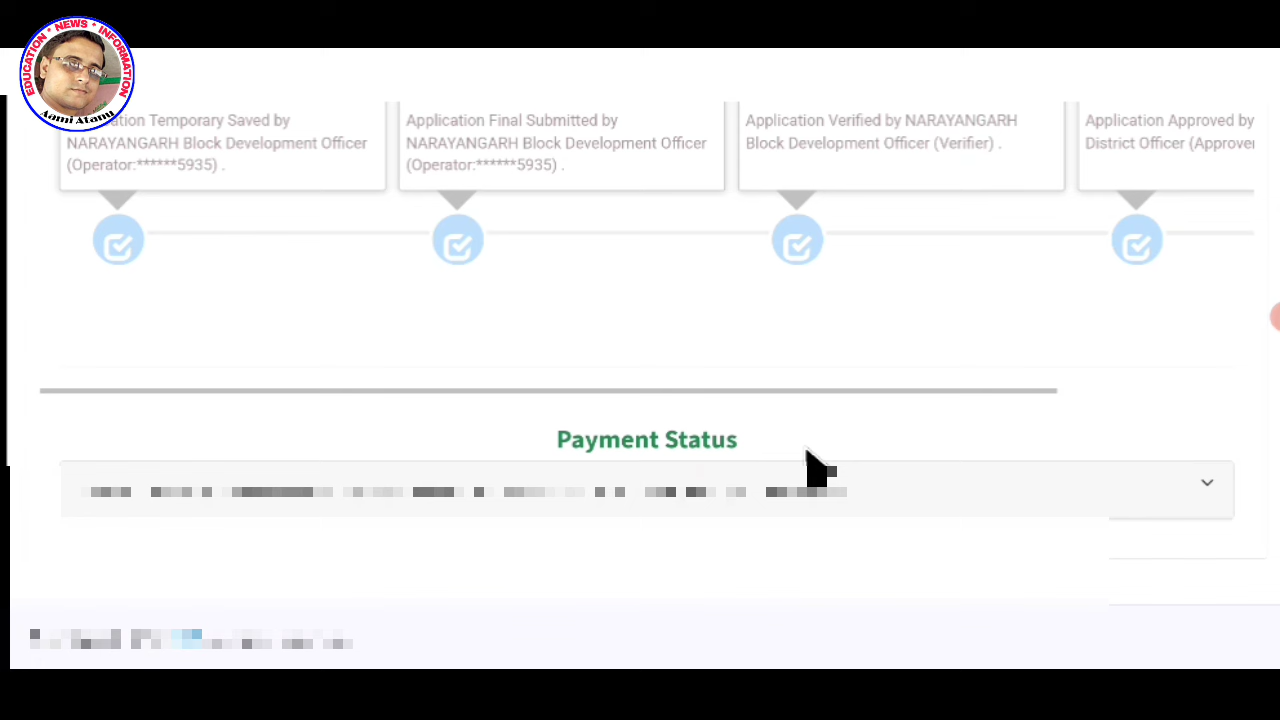 EDUCATION * NEWS * INFORMATION
Aami Atanu
Temporary Saved by
NARAYANGARH Block Development Officer
(Operator:******5935) .
Application Final Submitted by
NARAYANGARH Block Development Officer
(Operator:******5935) .
Application Verified by NARAYANGARH
Block Development Officer (Verifier) .
Application Approved by
District Officer (Approver
Payment Status